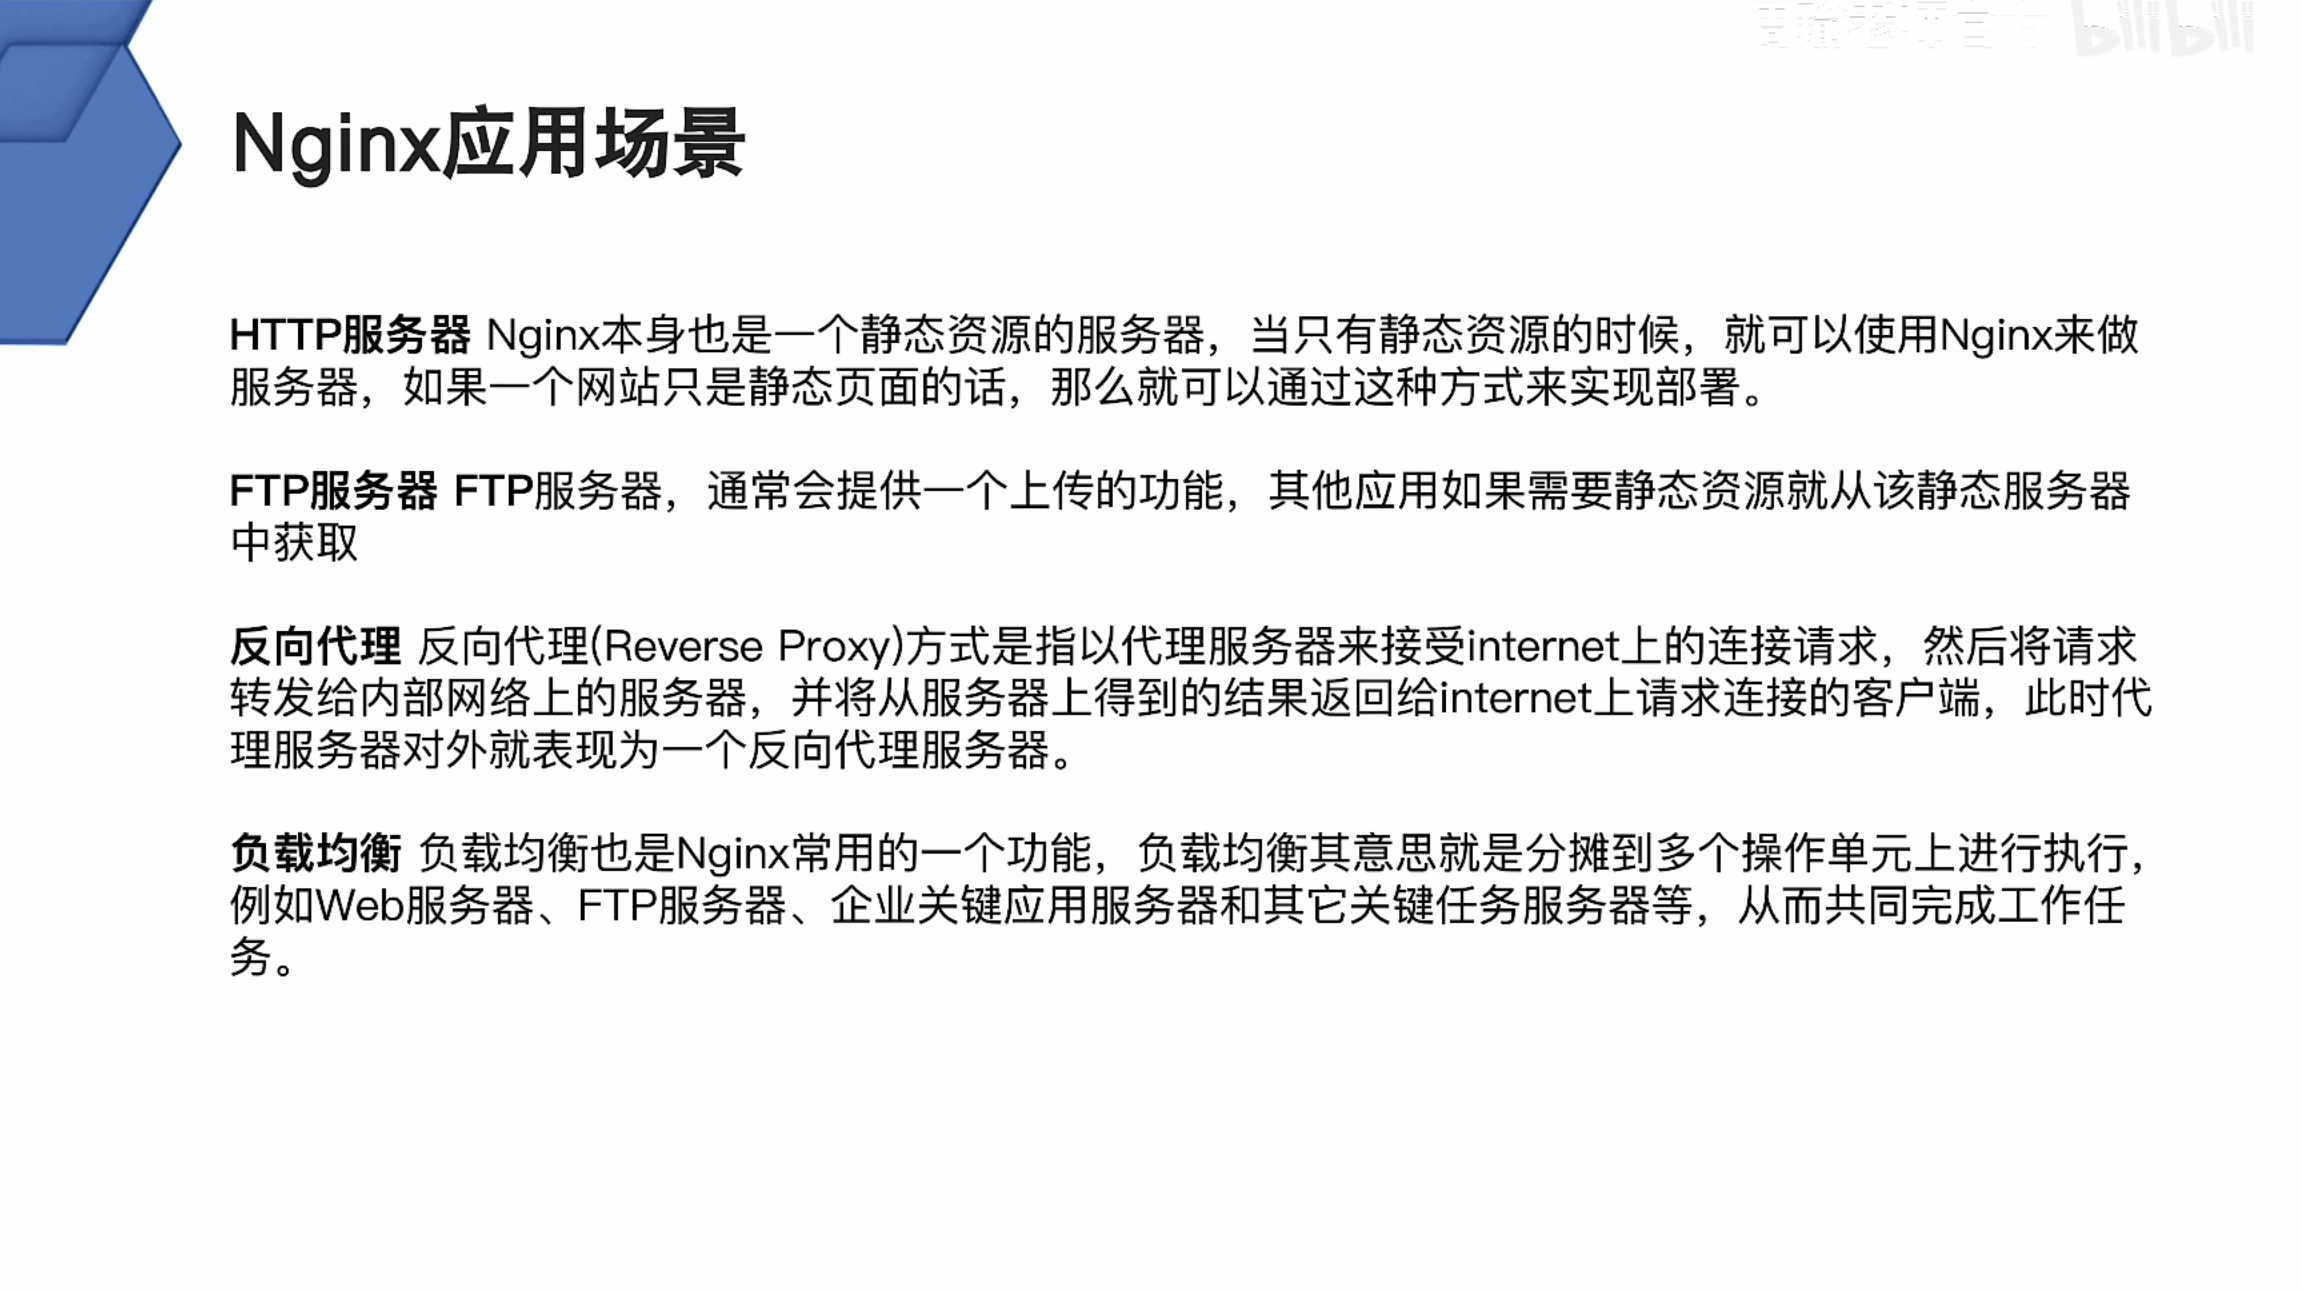 bilibili
Nginx应用场景
HTTP服务器 Nginx本身也是一个静态资源的服务器，当只有静态资源的时候，就可以使用Nginx来做
服务器，如果一个网站只是静态页面的话，那么就可以通过这种方式来实现部署。
FTP服务器 FTP服务器，通常会提供一个上传的功能，其他应用如果需要静态资源就从该静态服务器
中获取
反向代理 反向代理(Reverse Proxy)方式是指以代理服务器来接受internet上的连接请求，然后将请求
转发给内部网络上的服务器，并将从服务器上得到的结果返回给internet上请求连接的客户端，此时代
理服务器对外就表现为一个反向代理服务器。
负载均衡 负载均衡也是Nginx常用的一个功能，负载均衡其意思就是分摊到多个操作单元上进行执行，
例如Web服务器、FTP服务器、企业关键应用服务器和其它关键任务服务器等，从而共同完成工作任
务。